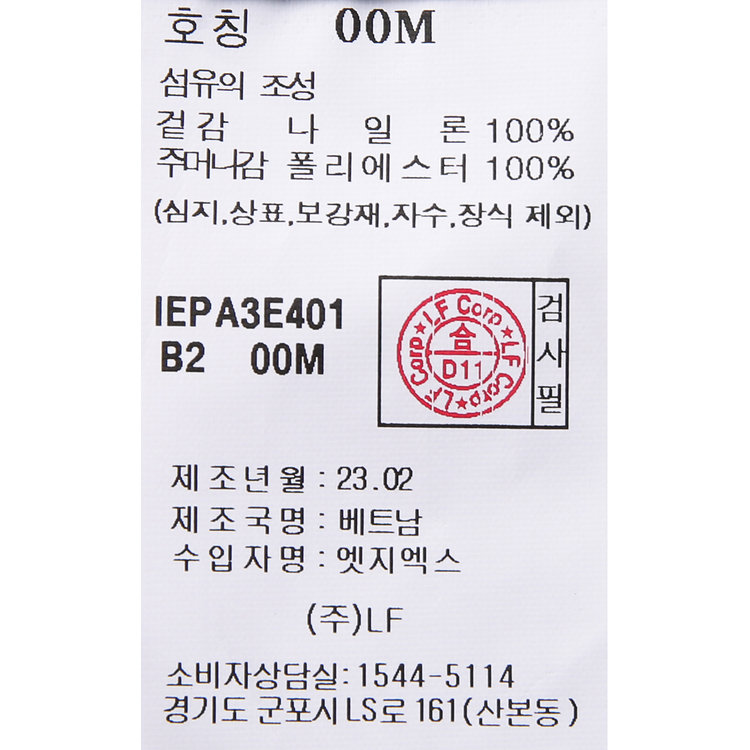 호칭 00M
섬유의 조성
겉감 나일론 100%
주머니감 폴리에스터 100%
(심지,상표,보강재,자수,장식 제외)
IEPA3E401
B2 00M
LF Corp★LF Corp★LF Corp★
합
D11
검사필
제조년월 : 23.02
제조국명 : 베트남
수입자명 : 엣지엑스
(주)LF
소비자상담실: 1544-5114
경기도 군포시 LS로 161(산본동)